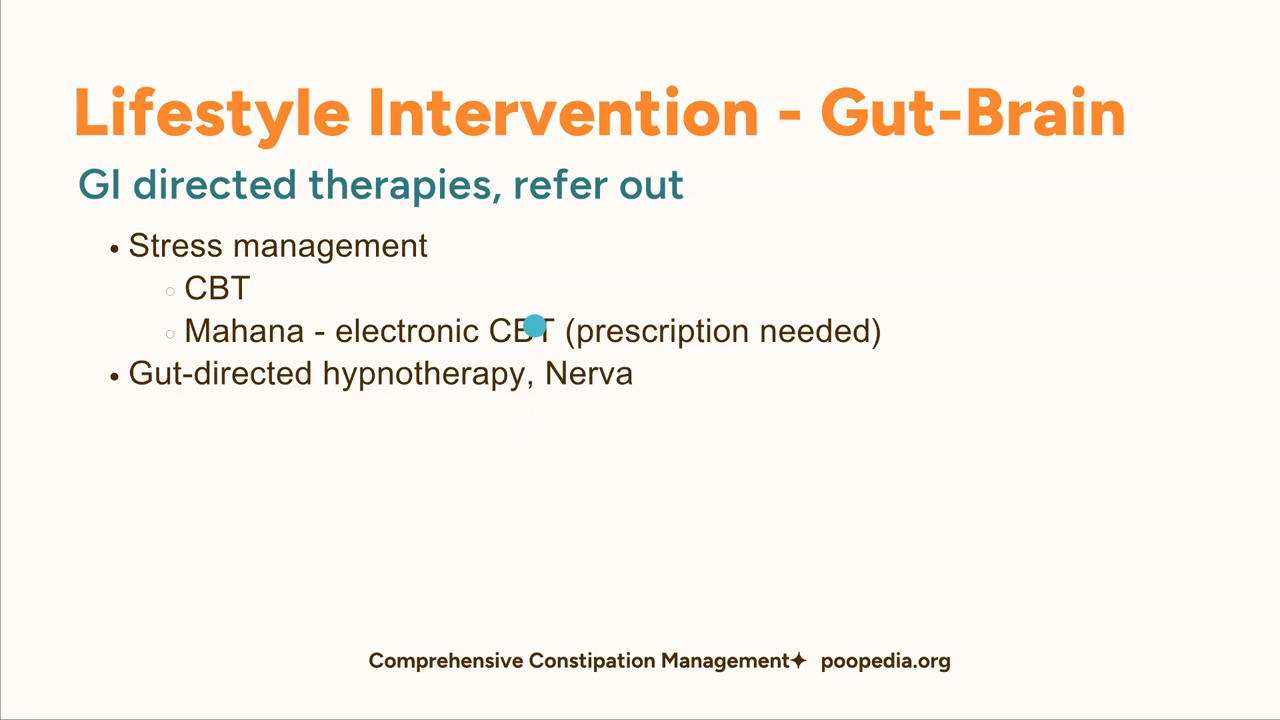 Lifestyle Intervention - Gut-Brain
GI directed therapies, refer out
• Stress management
○ CBT
○ Mahana - electronic CBT (prescription needed)
• Gut-directed hypnotherapy, Nerva
Comprehensive Constipation Management✦ poopedia.org